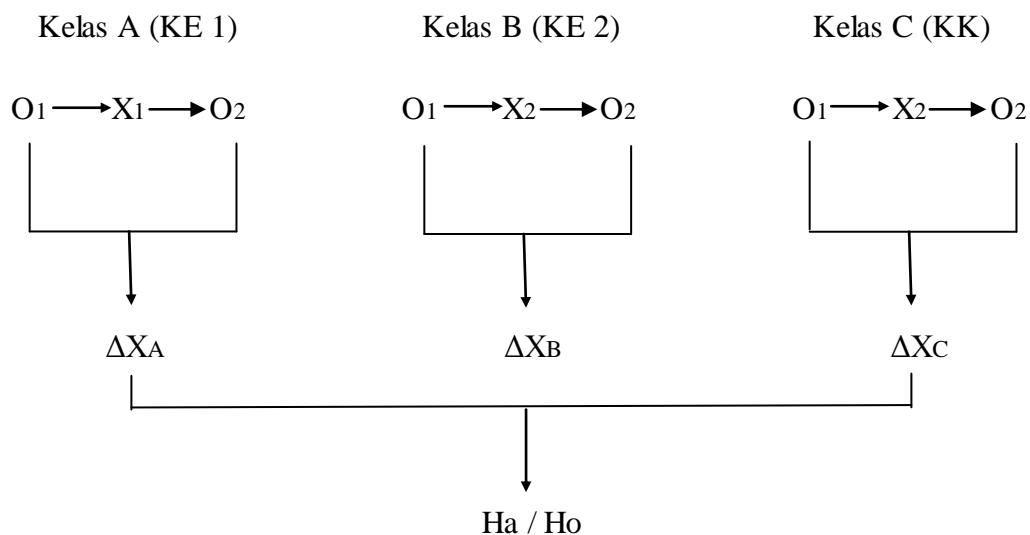 Kelas A (KE 1) Kelas B (KE 2) Kelas C (KK)
O1 X1 O2 O1 X2 O2 O1 X2 O2
ΔXA ΔXB ΔXC
Ha / Ho